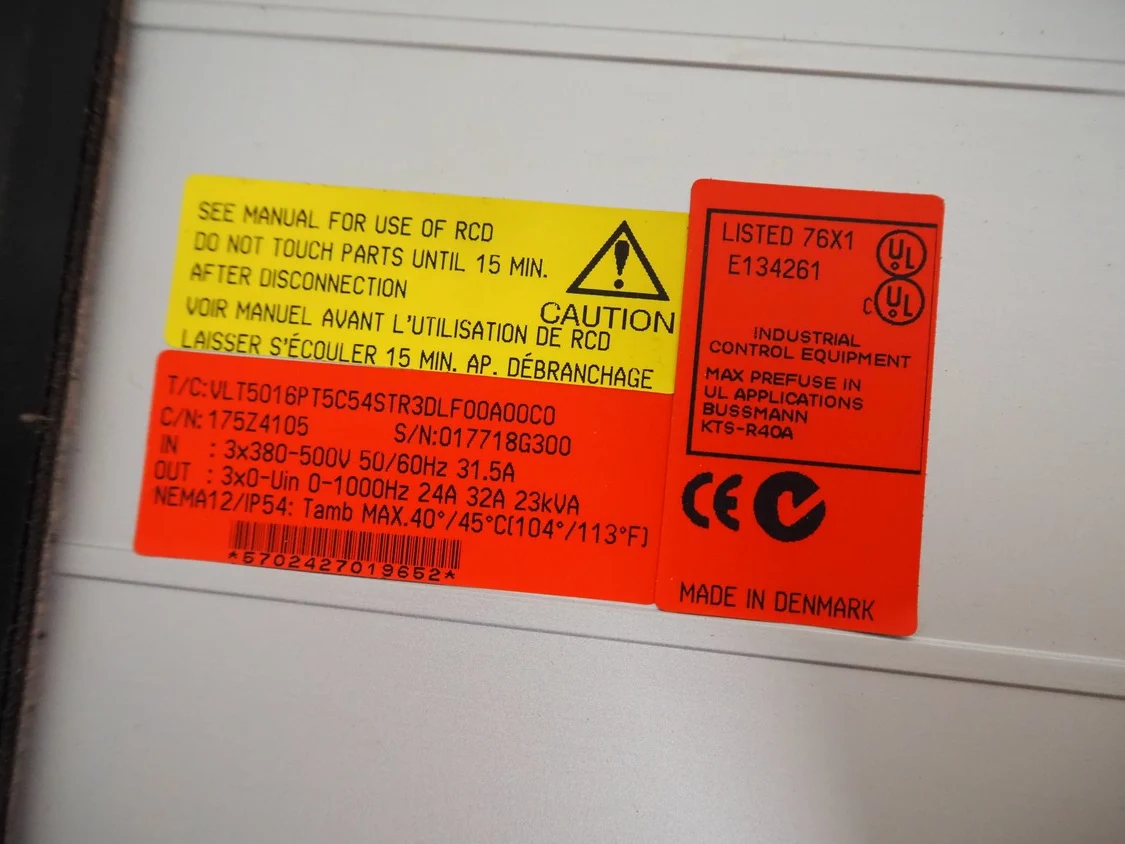 SEE MANUAL FOR USE OF RCD
DO NOT TOUCH PARTS UNTIL 15 MIN.
AFTER DISCONNECTION
VOIR MANUEL AVANT L'UTILISATION DE RCD
LAISSER S'ÉCOULER 15 MIN. AP. DÉBRANCHAGE
CAUTION
T/C:VLT5016PT5C54STR3DLF00A00C0
C/N: 175Z4105 S/N:017718G300
IN : 3x380-500V 50/60Hz 31.5A
OUT : 3x0-Uin 0-1000Hz 24A 32A 23kVA
NEMA12/IP54: Tamb MAX.40°/45°C(104°/113°F)
*5702427019652*
LISTED 76X1
E134261
UL
c UL
INDUSTRIAL
CONTROL EQUIPMENT
MAX PREFUSE IN
UL APPLICATIONS
BUSSMANN
KTS-R40A
CE
MADE IN DENMARK